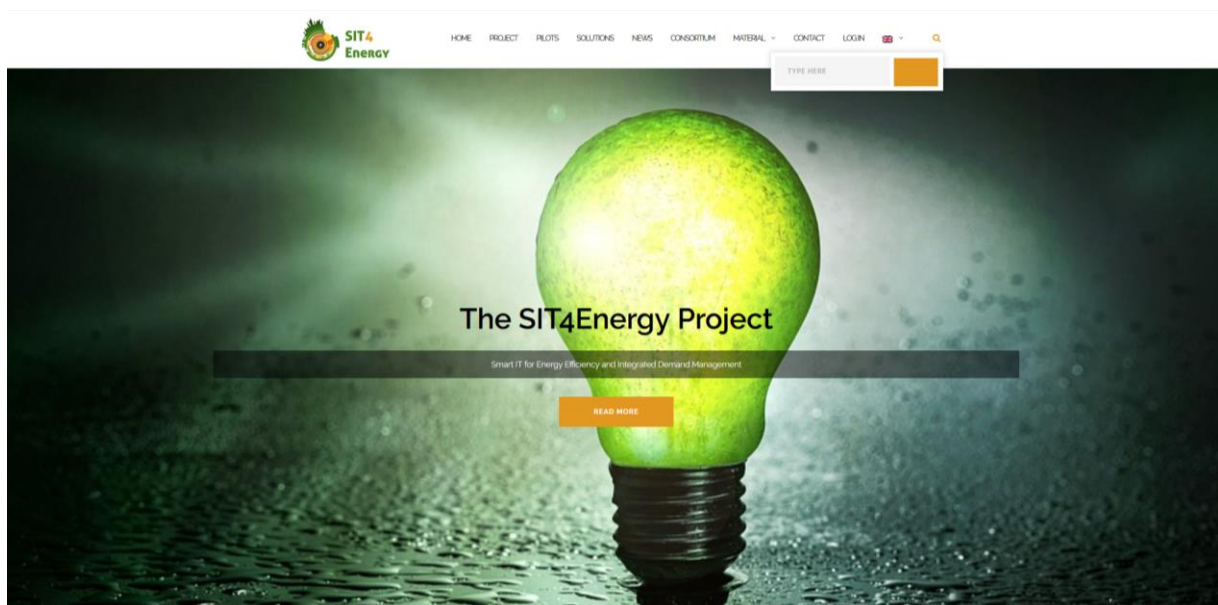 SIT4
Energy
HOME PROJECT PILOTS SOLUTIONS NEWS CONSORTIUM MATERIAL CONTACT LOGIN
TYPE HERE
The SIT4Energy Project
Smart IT for Energy Efficiency and Integrated Demand Management
READ MORE